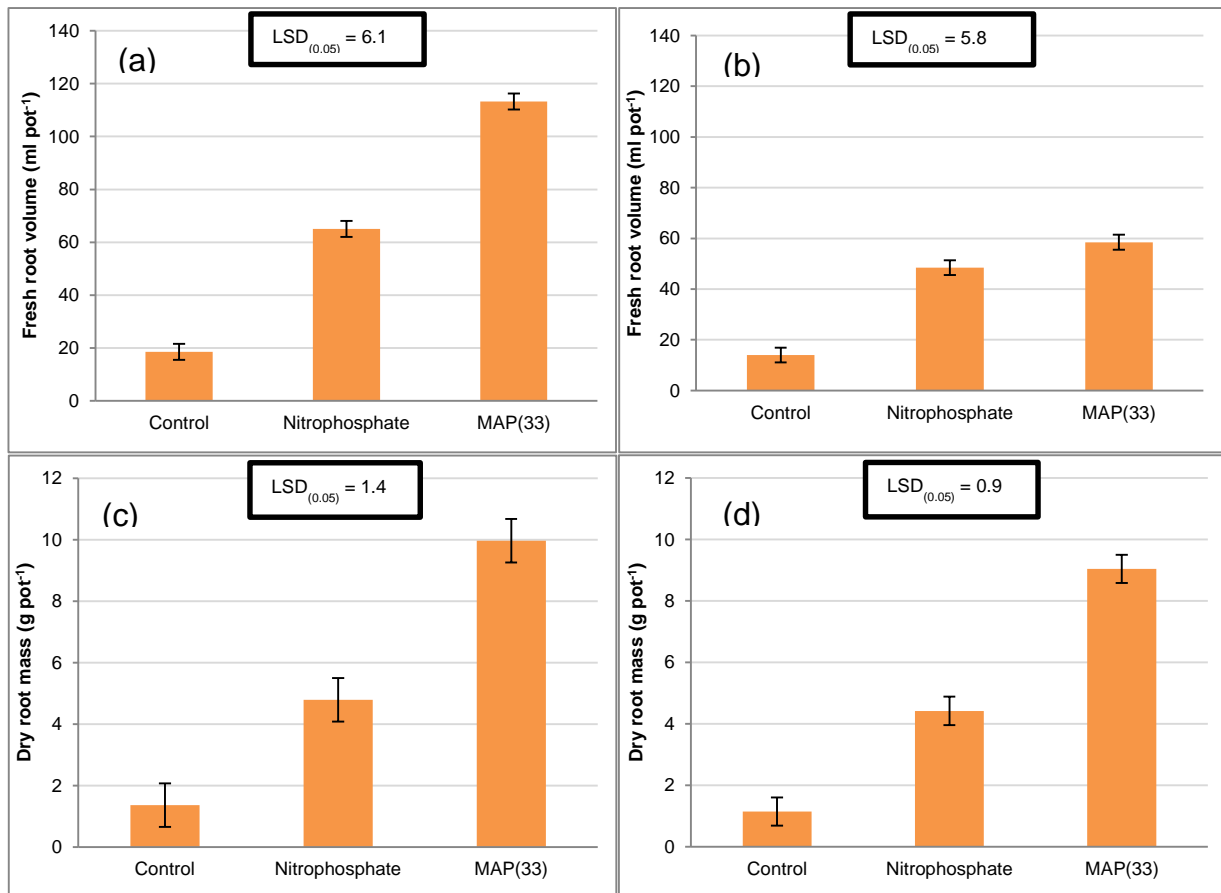 LSD(0.05) = 6.1
(a)
Fresh root volume (ml pot-1)
140
120
100
80
60
40
20
0
Control Nitrophosphate MAP(33)
LSD(0.05) = 5.8
(b)
Fresh root volume (ml pot-1)
140
120
100
80
60
40
20
0
Control Nitrophosphate MAP(33)
LSD(0.05) = 1.4
(c)
Dry root mass (g pot-1)
12
10
8
6
4
2
0
Control Nitrophosphate MAP(33)
LSD(0.05) = 0.9
(d)
Dry root mass (g pot-1)
12
10
8
6
4
2
0
Control Nitrophosphate MAP(33)